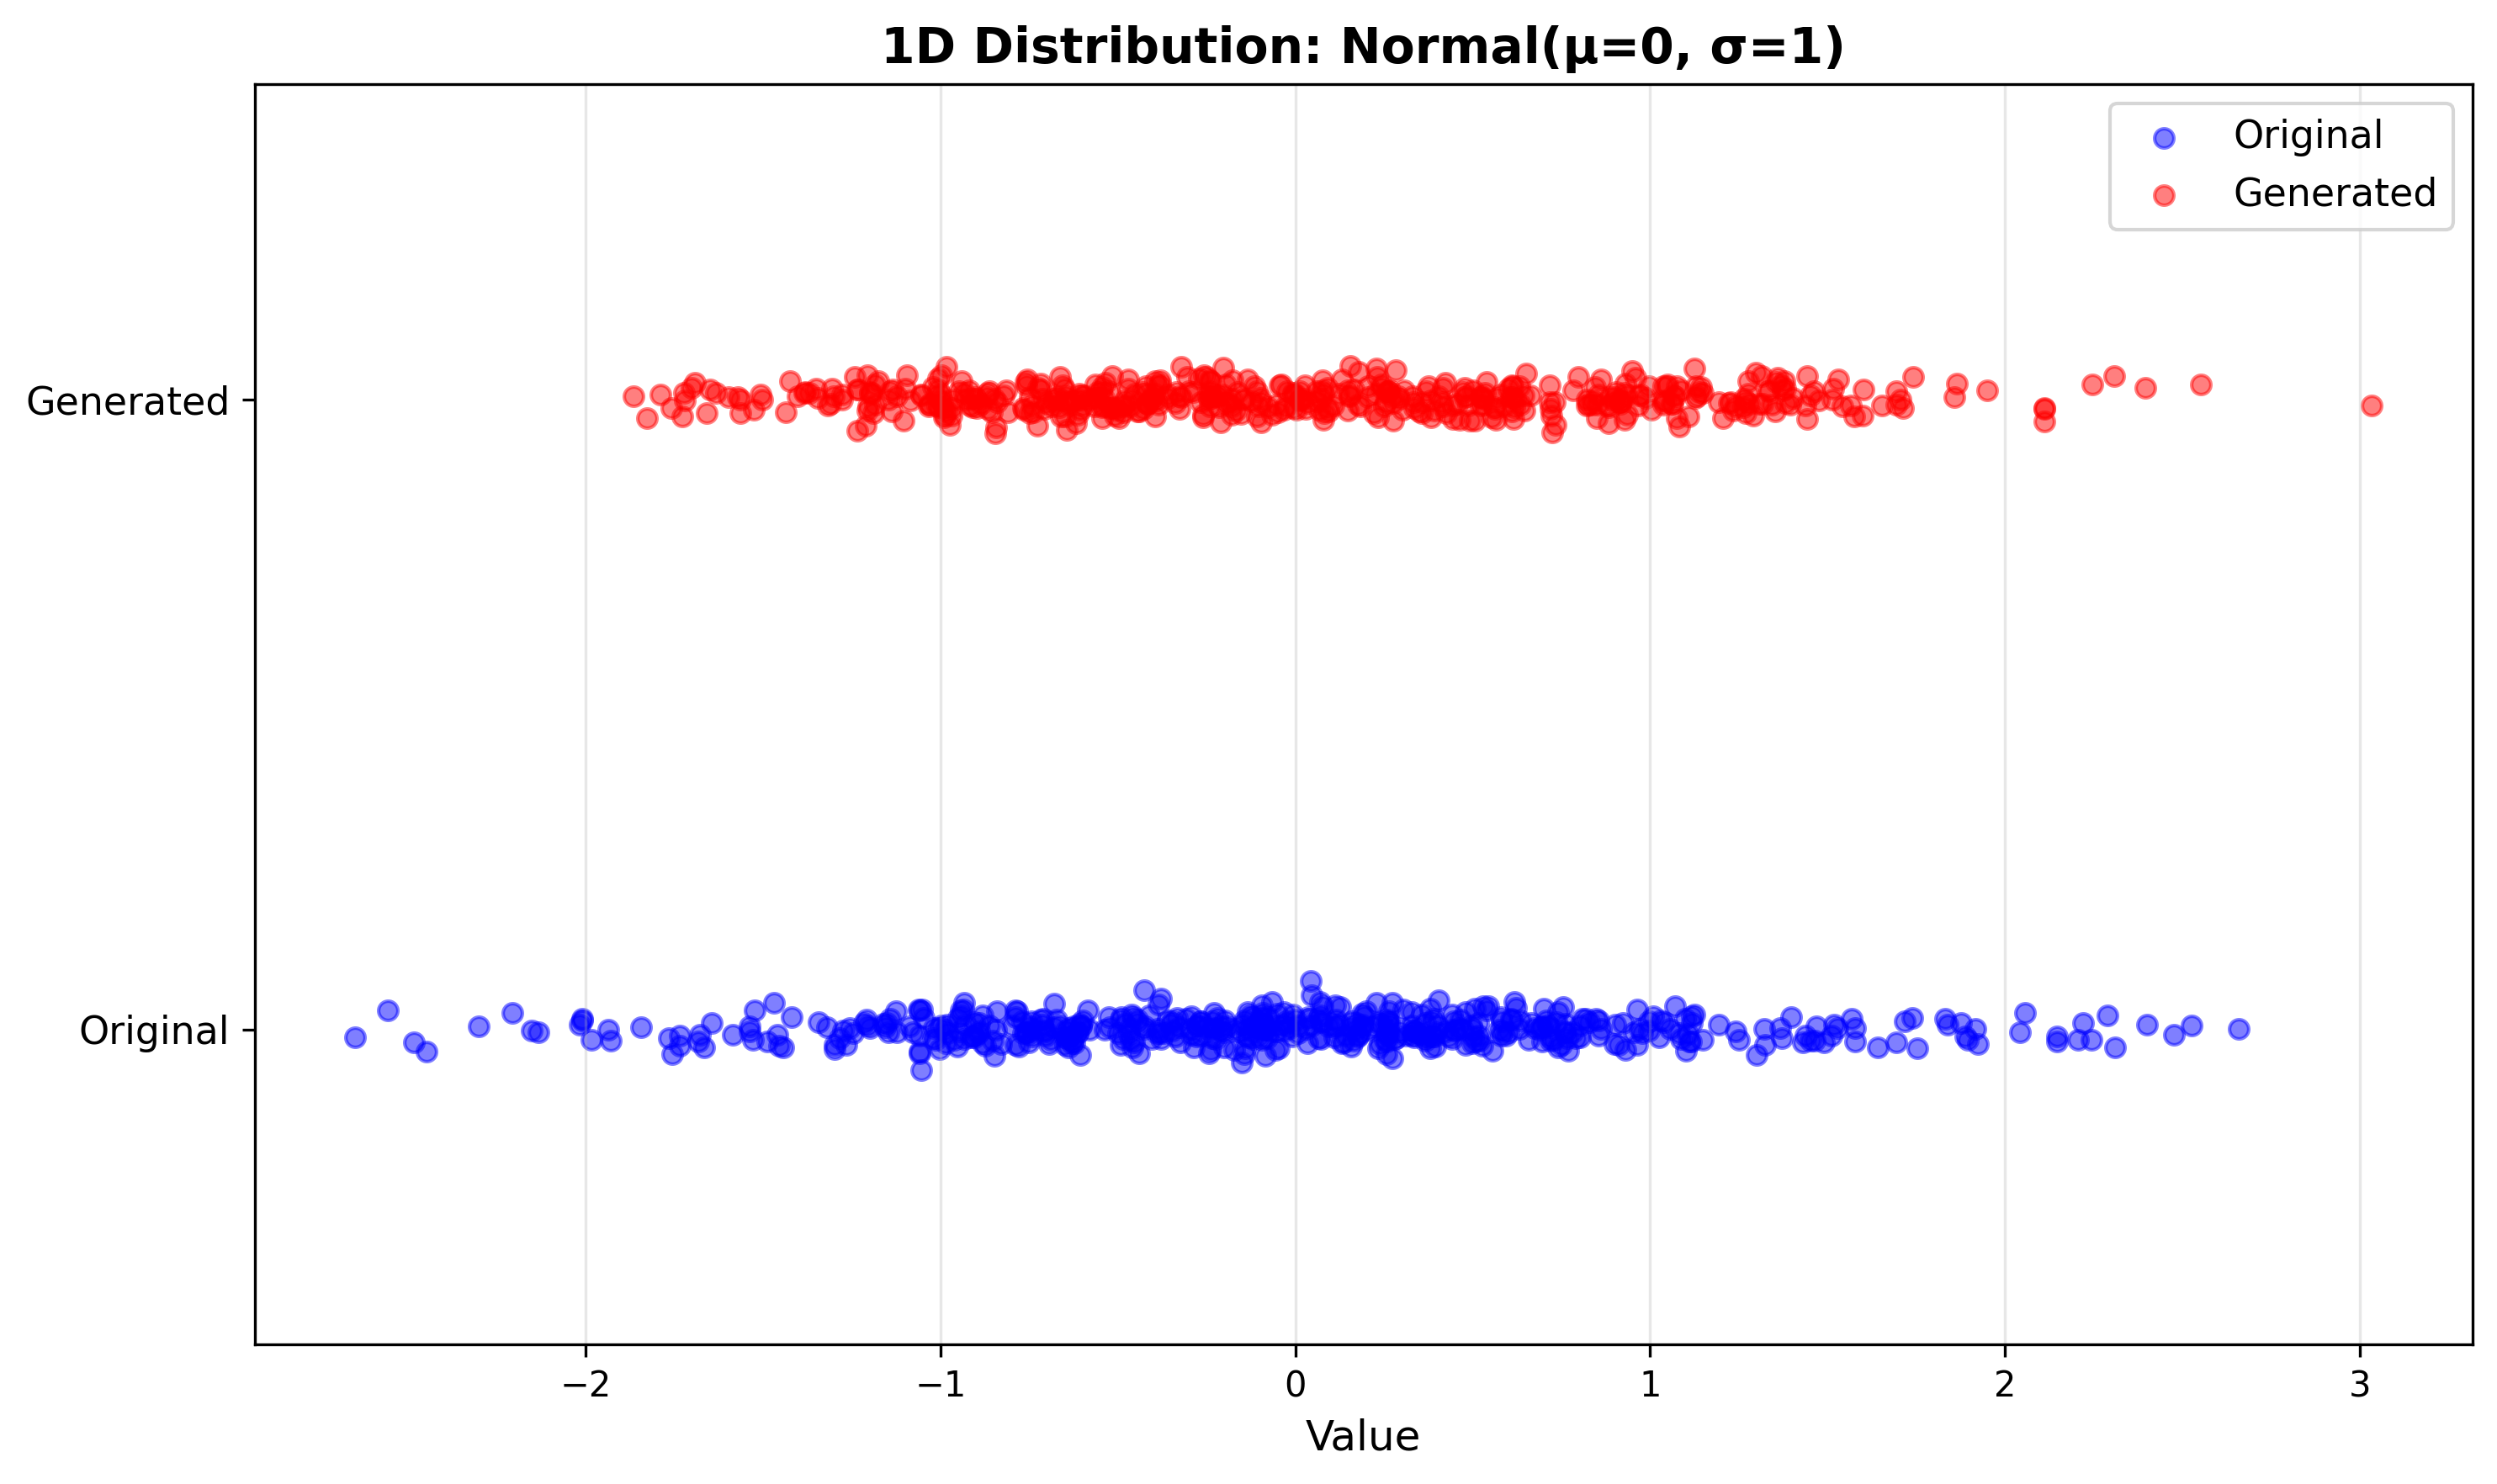 1D Distribution: Normal(μ=0, σ=1)
Original
Generated
Generated
Original
−2
−1
0
1
2
3
Value